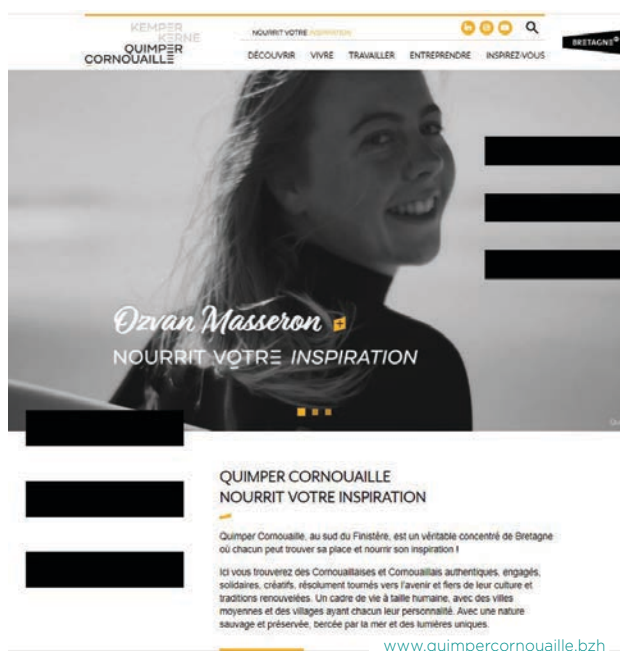 KEMPER
KERNE
QUIMPER
CORNOUAILLE
NOURRIT VOTRE INSPIRATION
BRETAGNE
DÉCOUVRIR VIVRE TRAVAILLER ENTREPRENDRE INSPIREZ-VOUS
Ozvan Masseron +
NOURRIT VOTRE INSPIRATION
QUIMPER CORNOUAILLE
NOURRIT VOTRE INSPIRATION
Quimper Cornouaille, au sud du Finistère, est un véritable concentré de Bretagne
où chacun peut trouver sa place et nourrir son inspiration !
Ici vous trouverez des Cornouaillaises et Cornouaillais authentiques, engagés,
solidaires, créatifs, résolument tournés vers l'avenir et fiers de leur culture et
traditions renouvelées. Un cadre de vie à taille humaine, avec des villes
moyennes et des villages ayant chacun leur personnalité. Avec une nature
sauvage et préservée, bercée par la mer et des lumières uniques.
www.quimpercornouaille.bzh